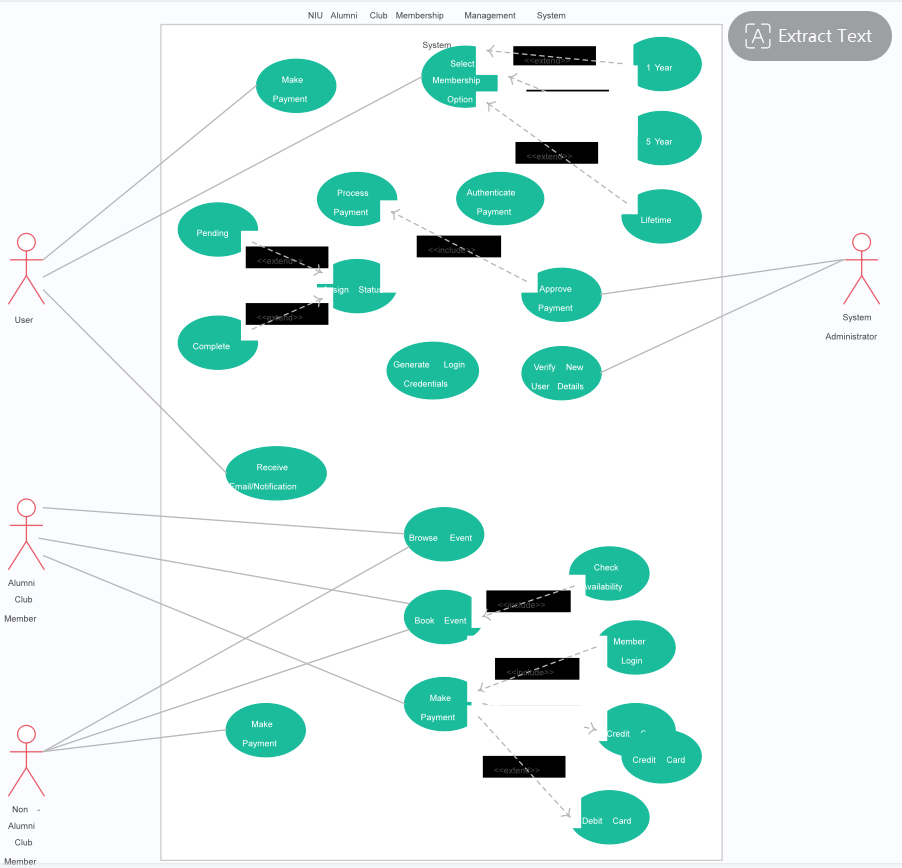 NIU Alumni Club Membership Management System
Extract Text
System
Select
Membership
Option
<<extend>>
1 Year
Make
Payment
5 Year
<<extend>>
Process
Payment
Authenticate
Payment
Lifetime
Pending
<<include>>
<<extend>>
Assign Status
Approve
Payment
<<extend>>
User
System
Administrator
Complete
Generate Login
Credentials
Verify New
User Details
Receive
Email/Notification
Browse Event
Alumni
Club
Member
Check
Availability
<<include>>
Book Event
Member
Login
<<include>>
Make
Payment
Make
Payment
Credit C
Credit Card
<<extend>>
Debit Card
Non -
Alumni
Club
Member